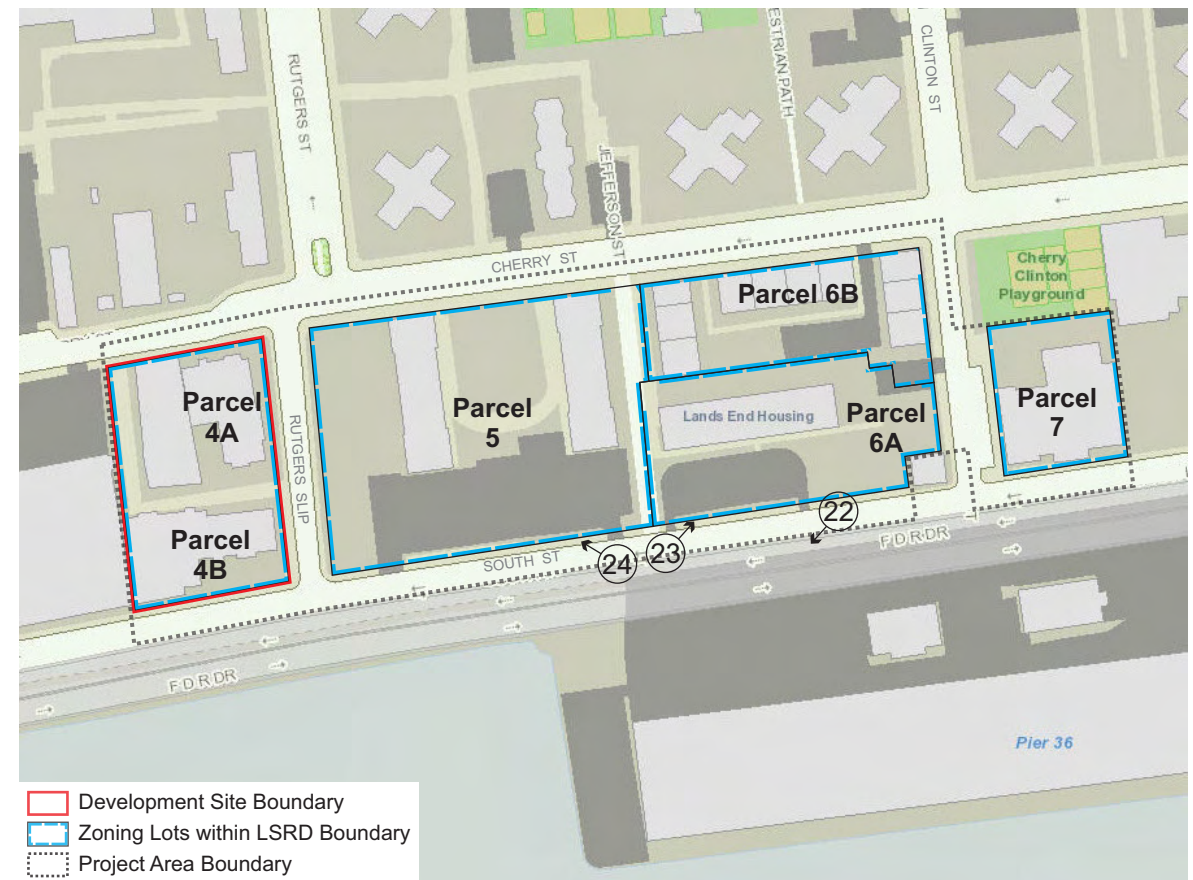 RUTGERS ST
ESTRIAN PATH
CLINTON ST
JEFFERSON ST
CHERRY ST
Cherry
Clinton
Playground
Parcel 6B
Parcel
4A
Parcel
5
Lands End Housing
Parcel
6A
Parcel
7
RUTGERS SLIP
Parcel
4B
22
23
24
SOUTH ST
F D R DR
F D R DR
Pier 36
Development Site Boundary
Zoning Lots within LSRD Boundary
Project Area Boundary